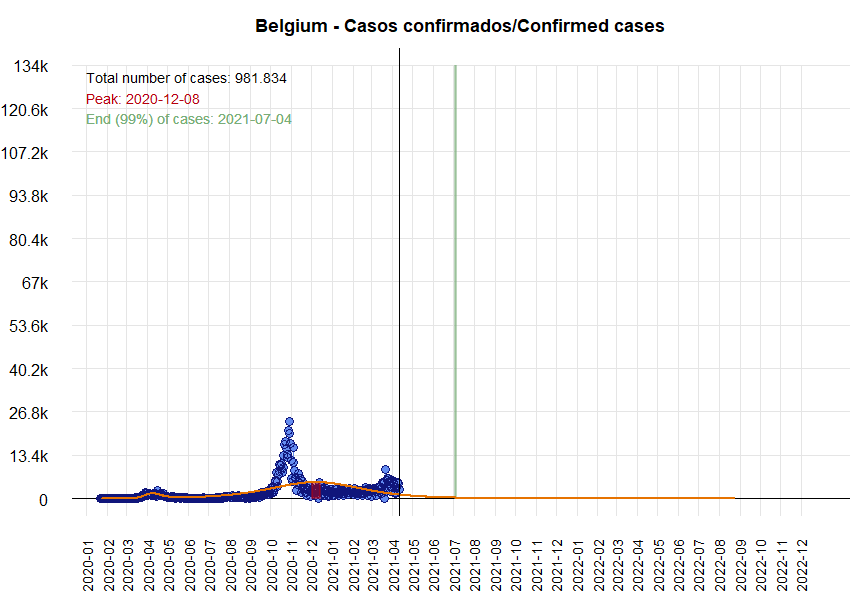 Belgium - Casos confirmados/Confirmed cases
134k
120.6k
107.2k
93.8k
80.4k
67k
53.6k
40.2k
26.8k
13.4k
0
Total number of cases: 981.834
Peak: 2020-12-08
End (99%) of cases: 2021-07-04
2020-01
2020-02
2020-03
2020-04
2020-05
2020-06
2020-07
2020-08
2020-09
2020-10
2020-11
2020-12
2021-01
2021-02
2021-03
2021-04
2021-05
2021-06
2021-07
2021-08
2021-09
2021-10
2021-11
2021-12
2022-01
2022-02
2022-03
2022-04
2022-05
2022-06
2022-07
2022-08
2022-09
2022-10
2022-11
2022-12